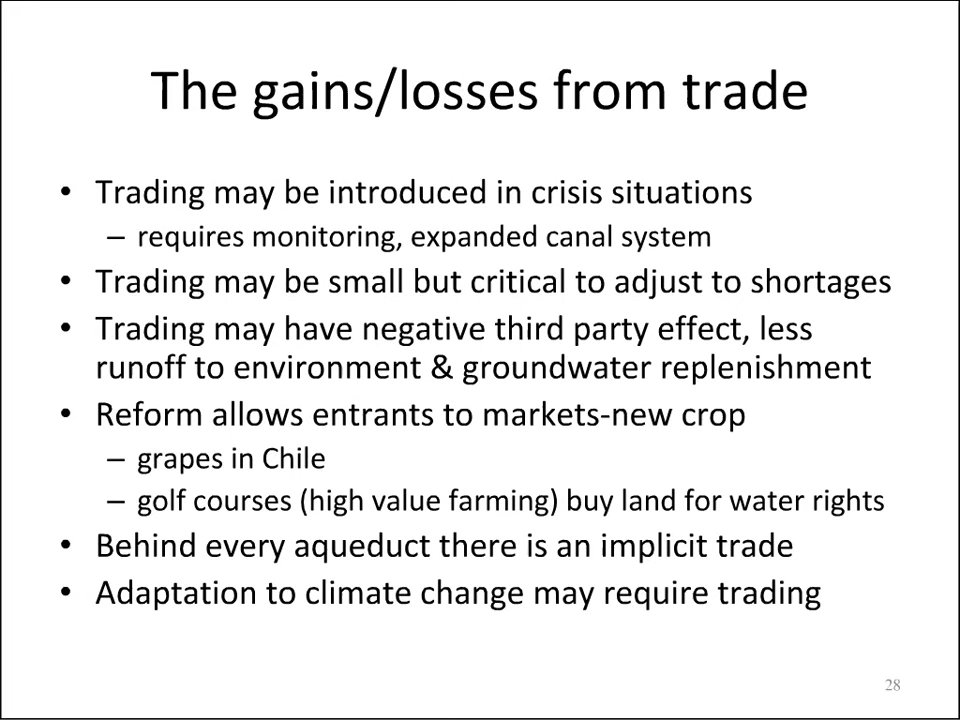 The gains/losses from trade
• Trading may be introduced in crisis situations
– requires monitoring, expanded canal system
• Trading may be small but critical to adjust to shortages
• Trading may have negative third party effect, less
runoff to environment & groundwater replenishment
• Reform allows entrants to markets-new crop
– grapes in Chile
– golf courses (high value farming) buy land for water rights
• Behind every aqueduct there is an implicit trade
• Adaptation to climate change may require trading
28